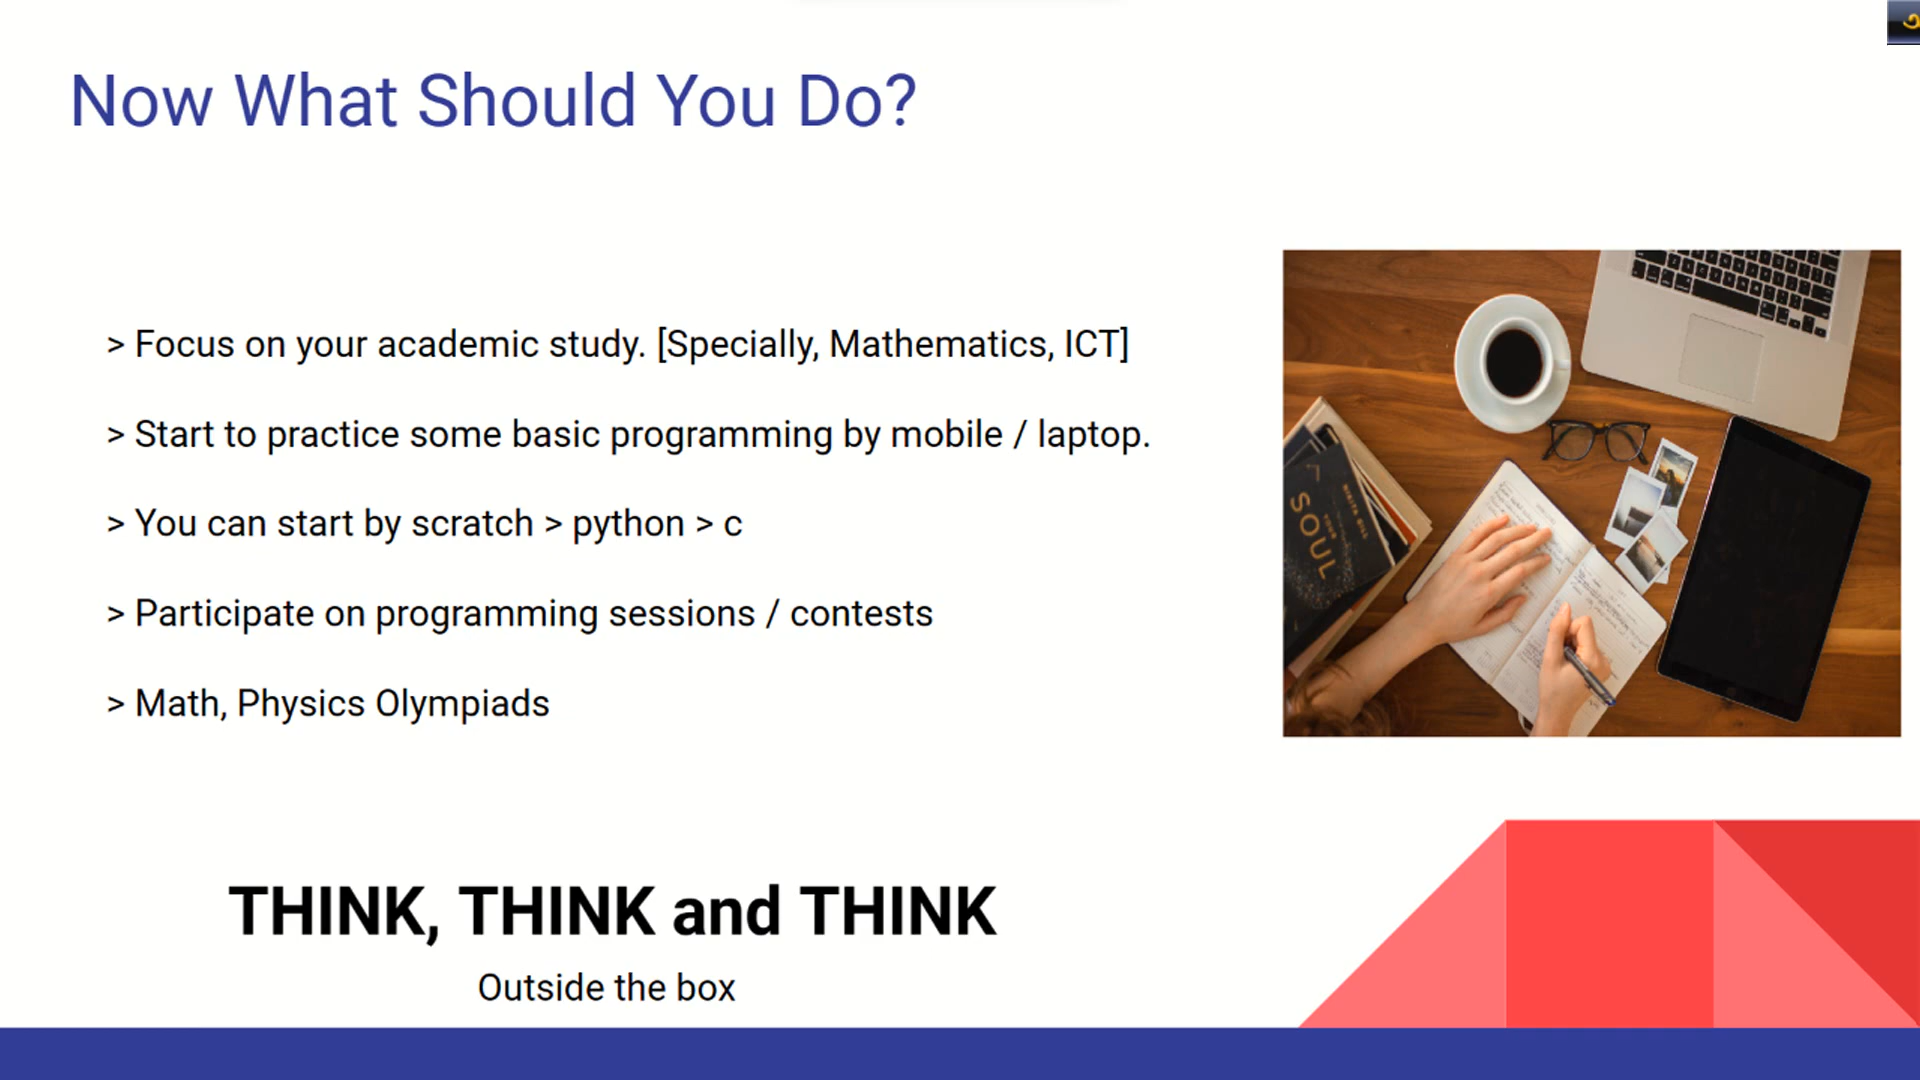 Now What Should You Do?
> Focus on your academic study. [Specially, Mathematics, ICT]
> Start to practice some basic programming by mobile / laptop.
> You can start by scratch > python > c
> Participate on programming sessions / contests
> Math, Physics Olympiads
SOUL
THINK, THINK and THINK
Outside the box